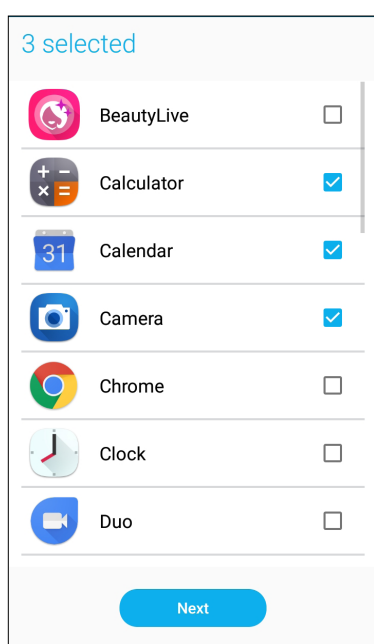 3 selected
BeautyLive
Calculator
31
Calendar
Camera
Chrome
Clock
Duo
Next